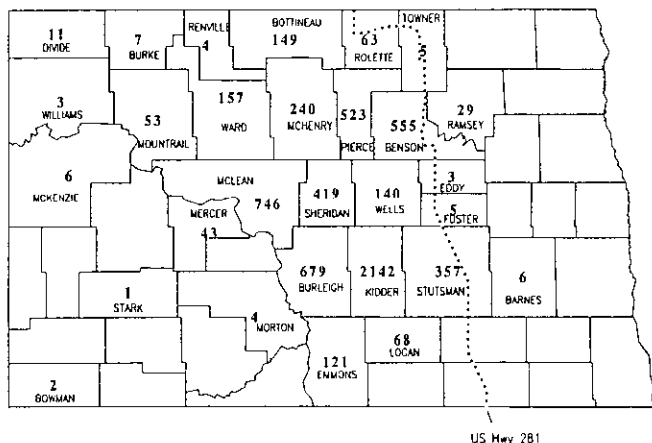 BOTTINEAU
149
RENVILLE
4
TOWNER
5
11
DIVIDE
7
BURKE
63
ROLETTE
3
WILLIAMS
53
MOUNTRAIL
157
WARD
240
MCHENRY
523
PIERCE
555
BENSON
29
RAMSEY
6
MCKENZIE
MCLEAN
746
MERCER
43
419
SHERIDAN
140
WELLS
3
EDDY
5
FOSTER
679
BURLEIGH
2142
KIDDER
357
STUTSMAN
6
BARNES
1
STARK
4
MORTON
68
LOGAN
121
EMMONS
2
BOWMAN
US Hwy 281